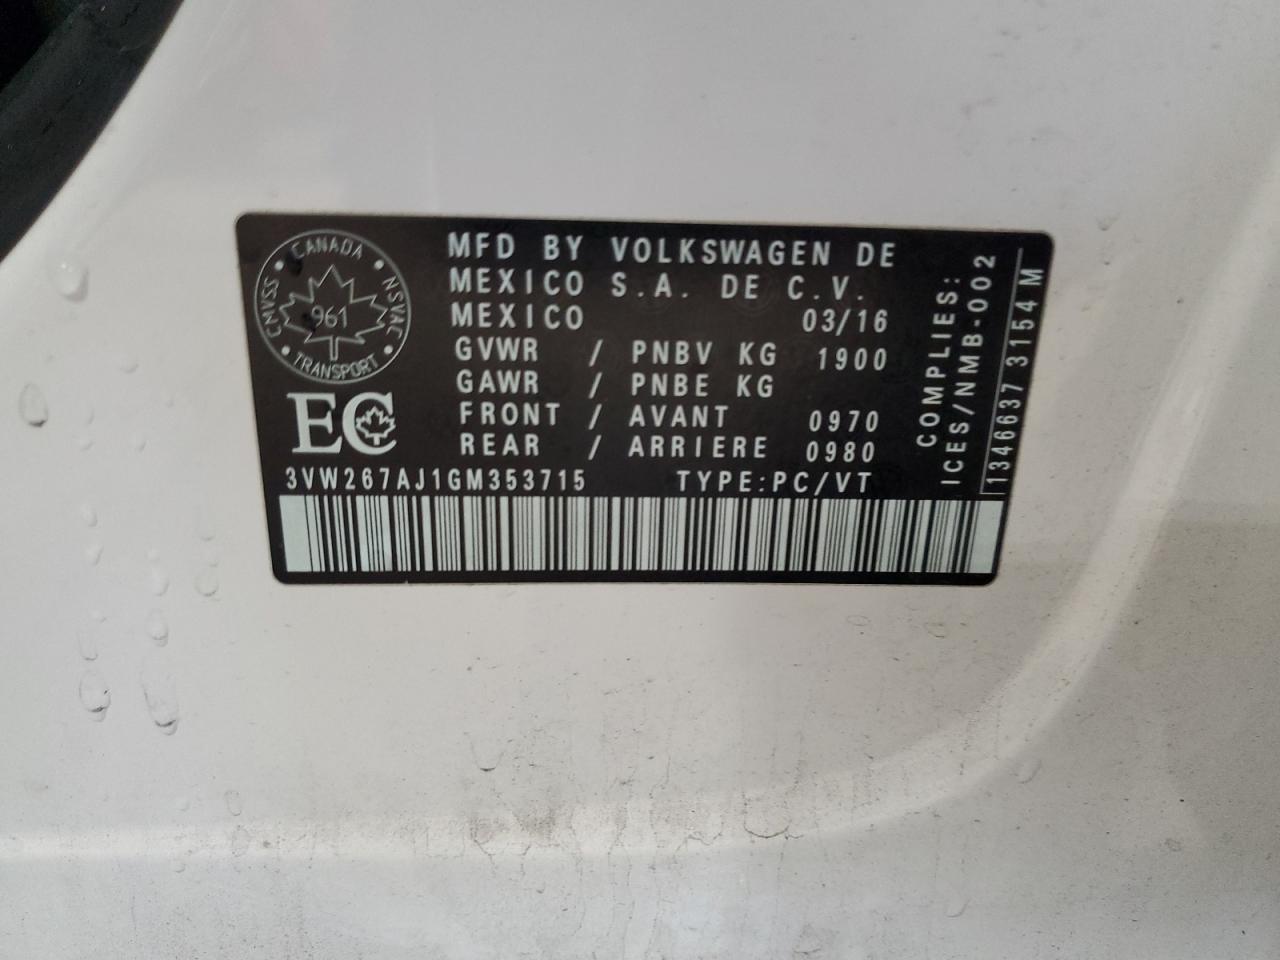 CANADA
CMVSS
NSVAC
961
TRANSPORT
EC
MFD BY VOLKSWAGEN DE
MEXICO S.A. DE C.V.
MEXICO 03/16
GVWR / PNBV KG 1900
GAWR / PNBE KG
FRONT / AVANT 0970
REAR / ARRIERE 0980
3VW267AJ1GM353715 TYPE:PC/VT
COMPLIES:
ICES/NMB-002
1346637 3154 M